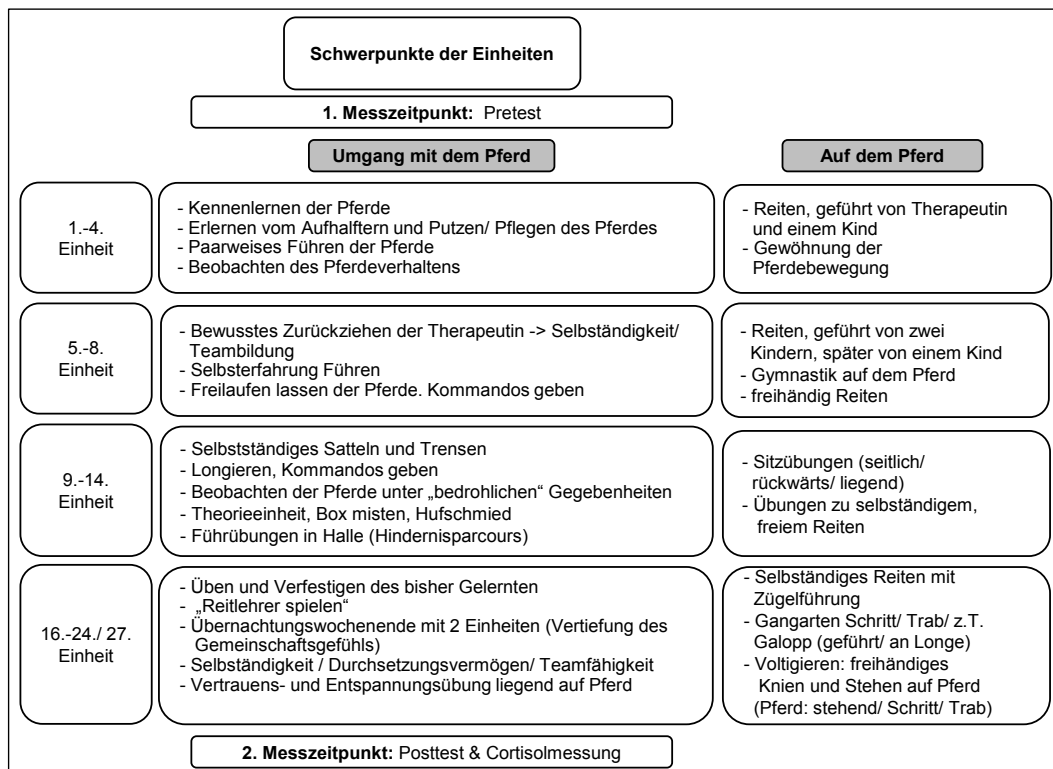 Schwerpunkte der Einheiten
1. Messzeitpunkt: Pretest
Umgang mit dem Pferd
Auf dem Pferd
1.-4.
Einheit
- Kennenlernen der Pferde
- Erlernen vom Aufhalftern und Putzen/ Pflegen des Pferdes
- Paarweises Führen der Pferde
- Beobachten des Pferdeverhaltens
- Reiten, geführt von Therapeutin
und einem Kind
- Gewöhnung der
Pferdebewegung
5.-8.
Einheit
- Bewusstes Zurückziehen der Therapeutin -> Selbständigkeit/
Teambildung
- Selbsterfahrung Führen
- Freilaufen lassen der Pferde. Kommandos geben
- Reiten, geführt von zwei
Kindern, später von einem Kind
- Gymnastik auf dem Pferd
- freihändig Reiten
9.-14.
Einheit
- Selbstständiges Satteln und Trensen
- Longieren, Kommandos geben
- Beobachten der Pferde unter „bedrohlichen“ Gegebenheiten
- Theorieeinheit, Box misten, Hufschmied
- Führübungen in Halle (Hindernisparcours)
- Sitzübungen (seitlich/
rückwärts/ liegend)
- Übungen zu selbständigem,
freiem Reiten
16.-24./ 27.
Einheit
- Üben und Verfestigen des bisher Gelernten
- „Reitlehrer spielen“
- Übernachtungswochenende mit 2 Einheiten (Vertiefung des
Gemeinschaftsgefühls)
- Selbständigkeit / Durchsetzungsvermögen/ Teamfähigkeit
- Vertrauens- und Entspannungsübung liegend auf Pferd
- Selbständiges Reiten mit
Zügelführung
- Gangarten Schritt/ Trab/ z.T.
Galopp (geführt/ an Longe)
- Voltigieren: freihändiges
Knien und Stehen auf Pferd
(Pferd: stehend/ Schritt/ Trab)
2. Messzeitpunkt: Posttest & Cortisolmessung